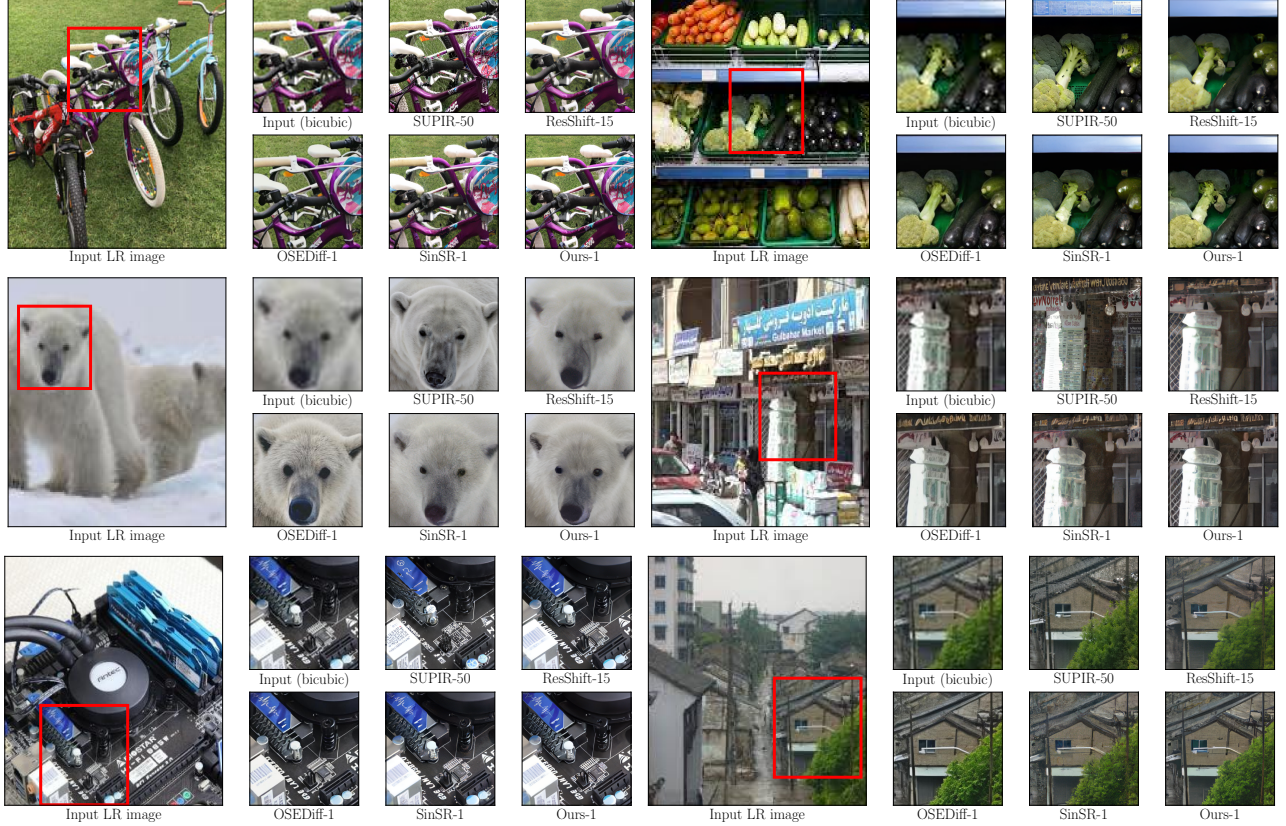 Input (bicubic)
SUPIR-50
ResShift-15
Input LR image
OSEDiff-1
SinSR-1
Ours-1
Input (bicubic)
SUPIR-50
ResShift-15
Input LR image
OSEDiff-1
SinSR-1
Ours-1
Input (bicubic)
SUPIR-50
ResShift-15
Input LR image
OSEDiff-1
SinSR-1
Ours-1
Gulbahar Market
Input (bicubic)
SUPIR-50
ResShift-15
Input LR image
OSEDiff-1
SinSR-1
Ours-1
Antec
Input (bicubic)
SUPIR-50
ResShift-15
Input LR image
OSEDiff-1
SinSR-1
Ours-1
Input (bicubic)
SUPIR-50
ResShift-15
Input LR image
OSEDiff-1
SinSR-1
Ours-1